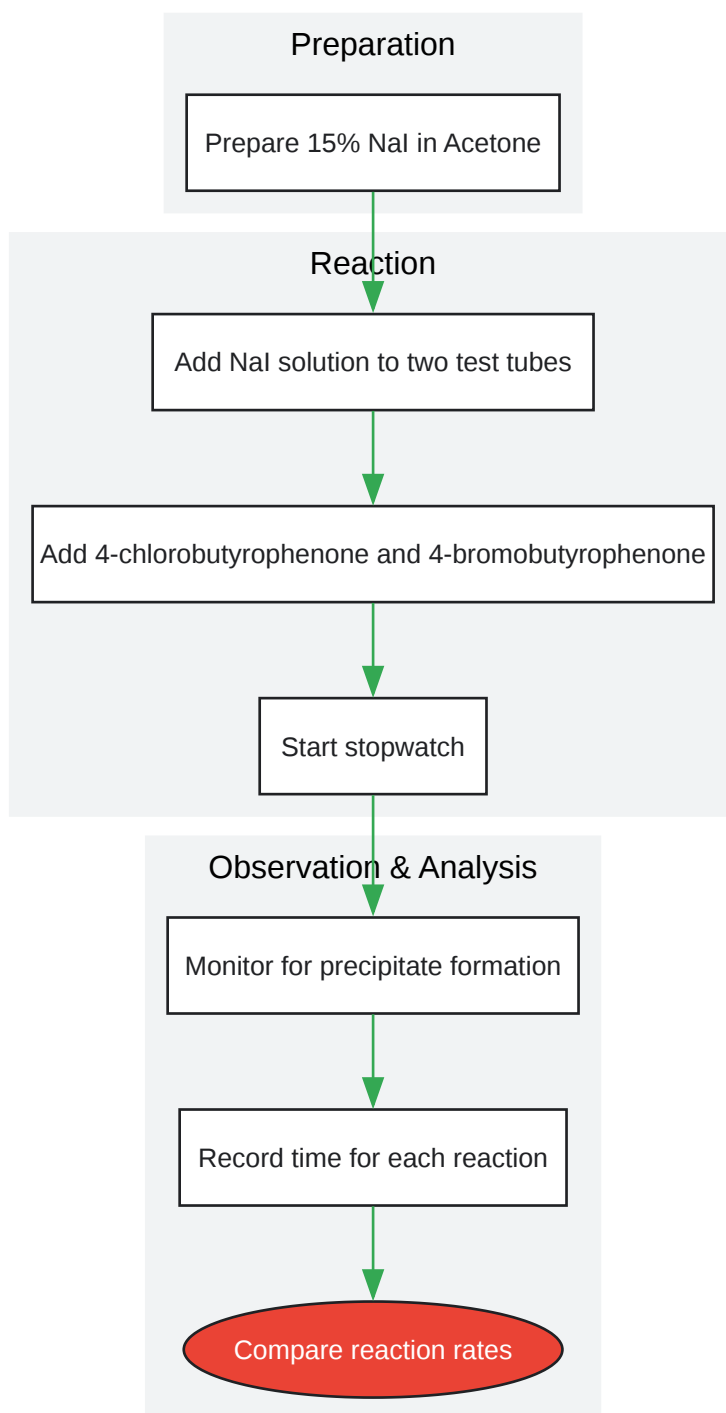 Preparation
Prepare 15% NaI in Acetone
Reaction
Add NaI solution to two test tubes
Add 4-chlorobutyrophenone and 4-bromobutyrophenone
Start stopwatch
Observation & Analysis
Monitor for precipitate formation
Record time for each reaction
Compare reaction rates